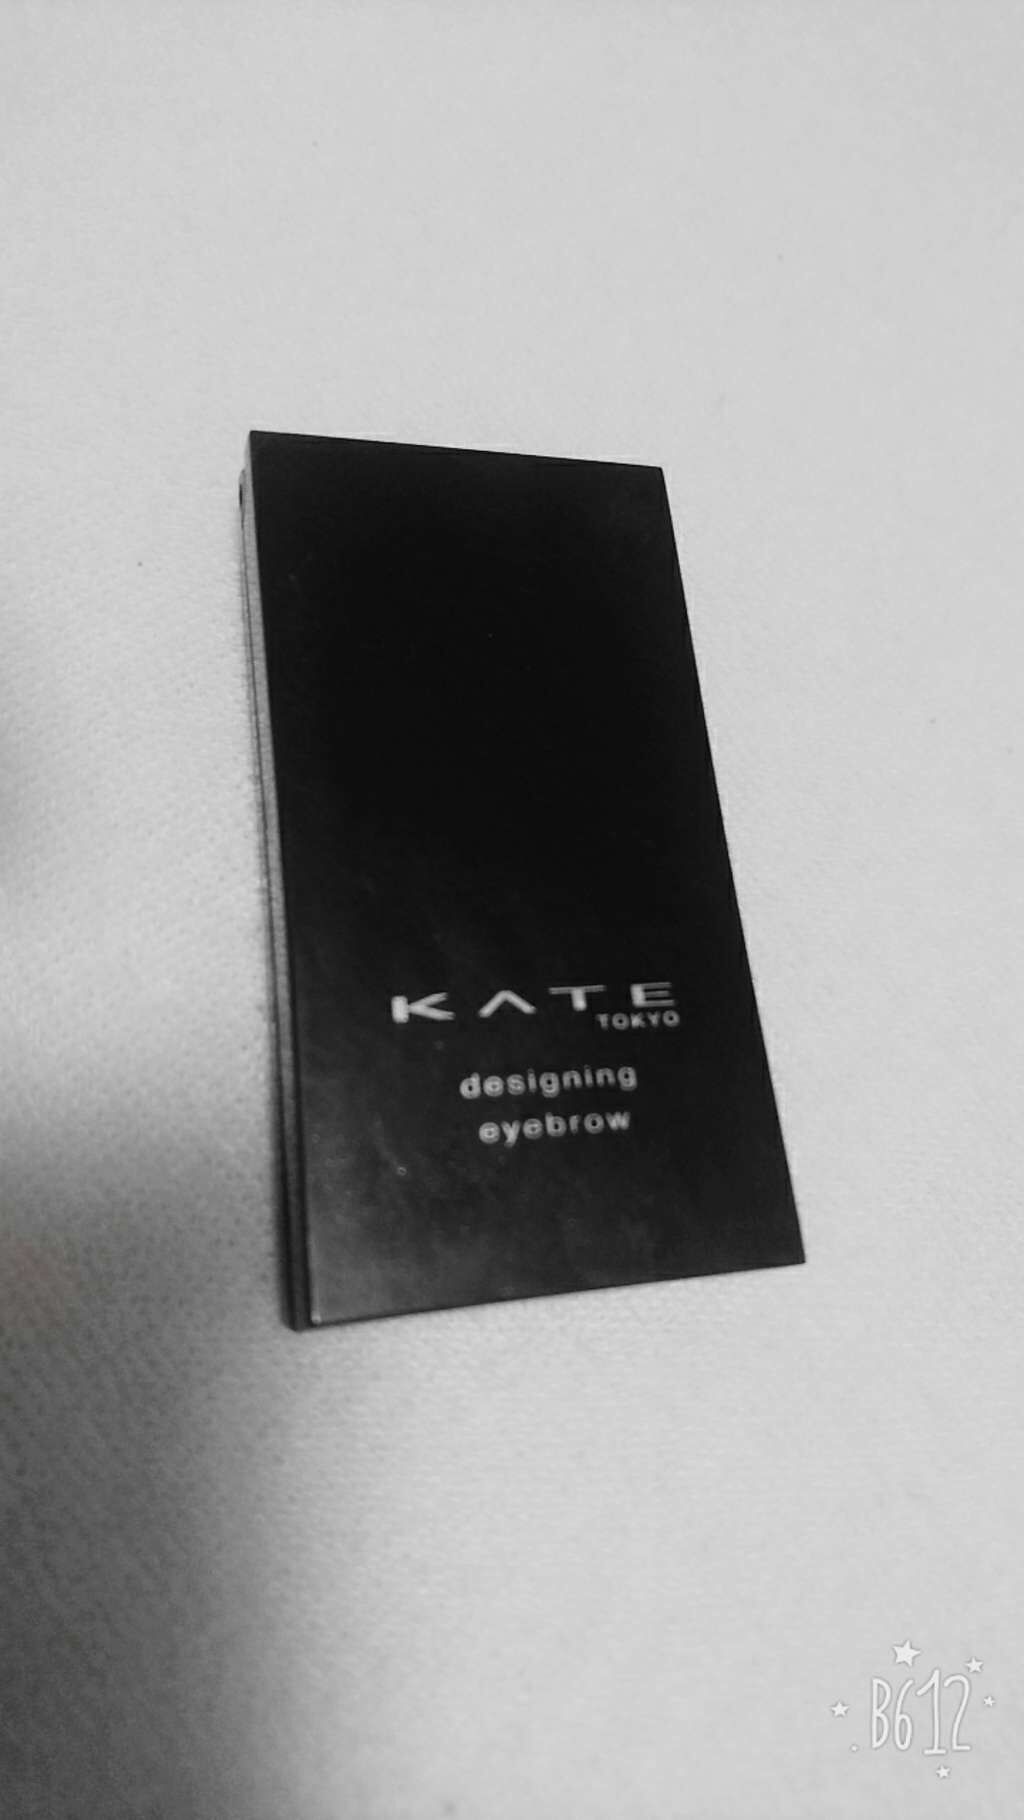 KATE
TOKYO
designing
eyebrow
B612